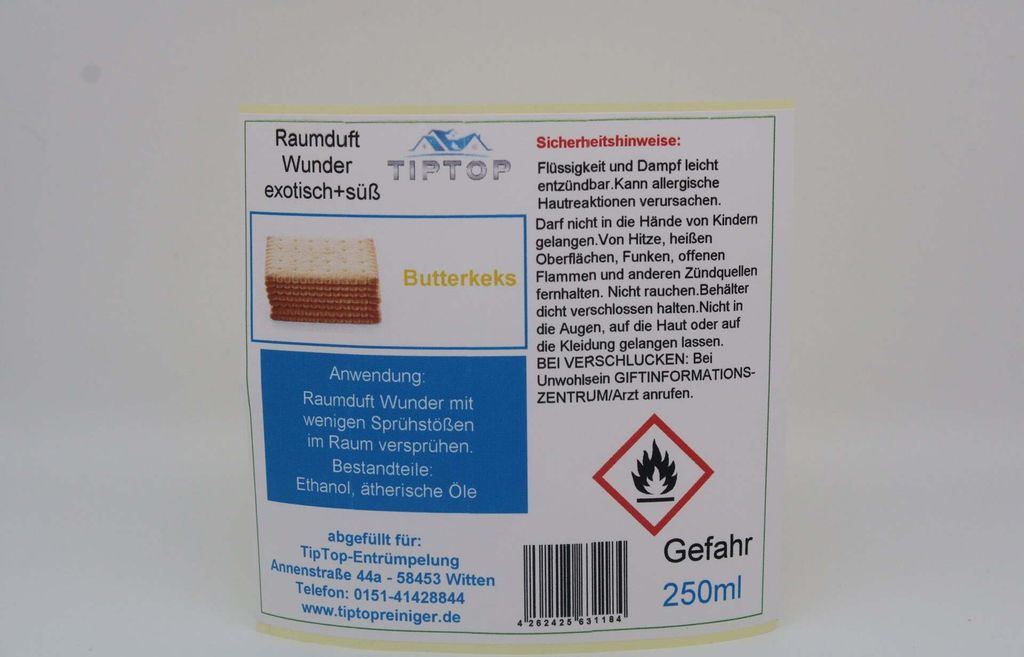 Raumduft
Wunder
exotisch+süß
TIPTOP
Butterkeks
Anwendung:
Raumduft Wunder mit
wenigen Sprühstößen
im Raum versprühen.
Bestandteile:
Ethanol, ätherische Öle
abgefüllt für:
TipTop-Entrümpelung
Annenstraße 44a - 58453 Witten
Telefon: 0151-41428844
www.tiptopreiniger.de
Sicherheitshinweise:
Flüssigkeit und Dampf leicht
entzündbar.Kann allergische
Hautreaktionen verursachen.
Darf nicht in die Hände von Kindern
gelangen.Von Hitze, heißen
Oberflächen, Funken, offenen
Flammen und anderen Zündquellen
fernhalten. Nicht rauchen.Behälter
dicht verschlossen halten.Nicht in
die Augen, auf die Haut oder auf
die Kleidung gelangen lassen.
BEI VERSCHLUCKEN: Bei
Unwohlsein GIFTINFORMATIONS-
ZENTRUM/Arzt anrufen.
Gefahr
250ml
4 262425 631184